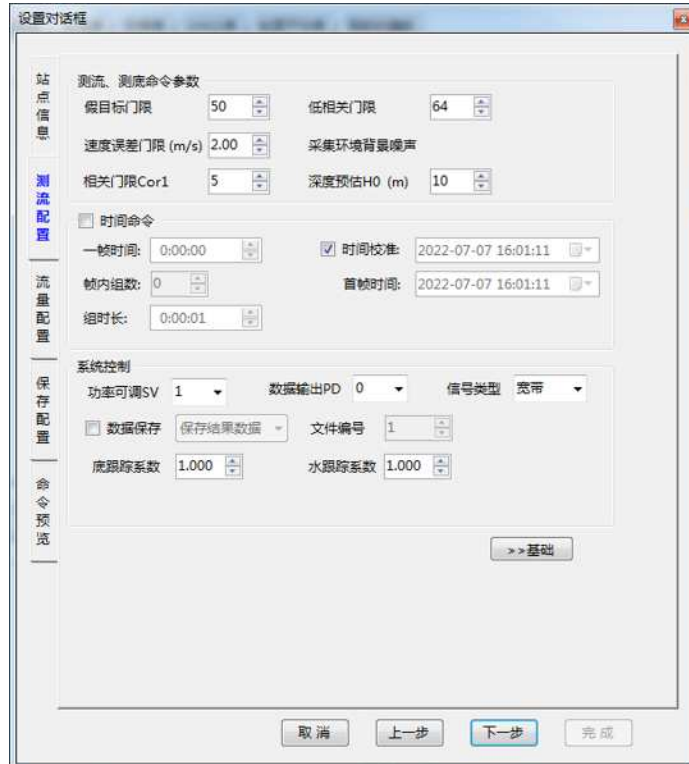 设置对话框
站点信息
测流配置
流量配置
保存配置
命令预览
测流、测底命令参数
假目标门限 50 低相关门限 64
速度误差门限 (m/s) 2.00 采集环境背景噪声
相关门限Cor1 5 深度预估H0 (m) 10
时间命令
一帧时间: 0:00:00 时间校准: 2022-07-07 16:01:11
帧内组数: 0 首帧时间: 2022-07-07 16:01:11
组时长: 0:00:01
系统控制
功率可调SV 1 数据输出PD 0 信号类型 宽带
数据保存 保存结果数据 文件编号 1
底跟踪系数 1.000 水跟踪系数 1.000
>>基础
取消 上一步 下一步 完成